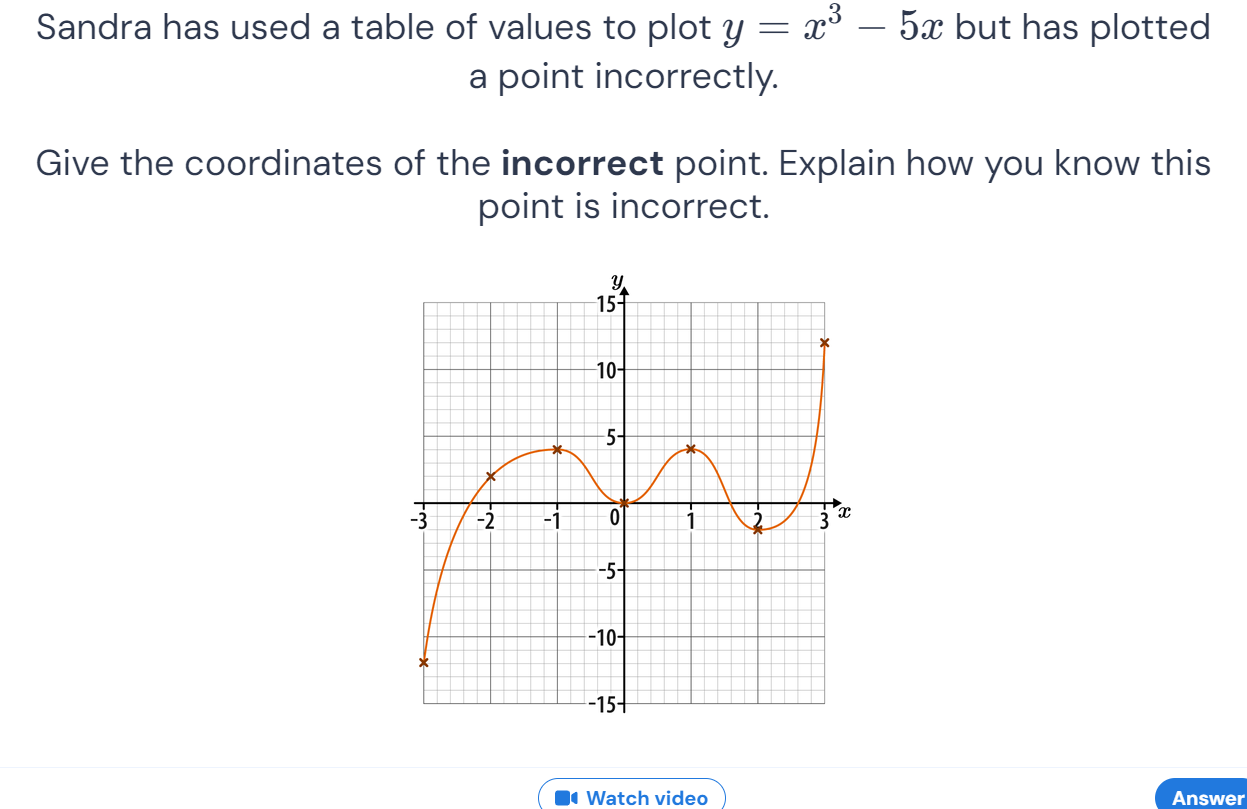 Sandra has used a table of values to plot y = x³ − 5x but has plotted
a point incorrectly.
Give the coordinates of the incorrect point. Explain how you know this
point is incorrect.
y
15
10
5
-3 -2 -1 0 1 2 3 x
-5
-10
-15
Watch video
Answer